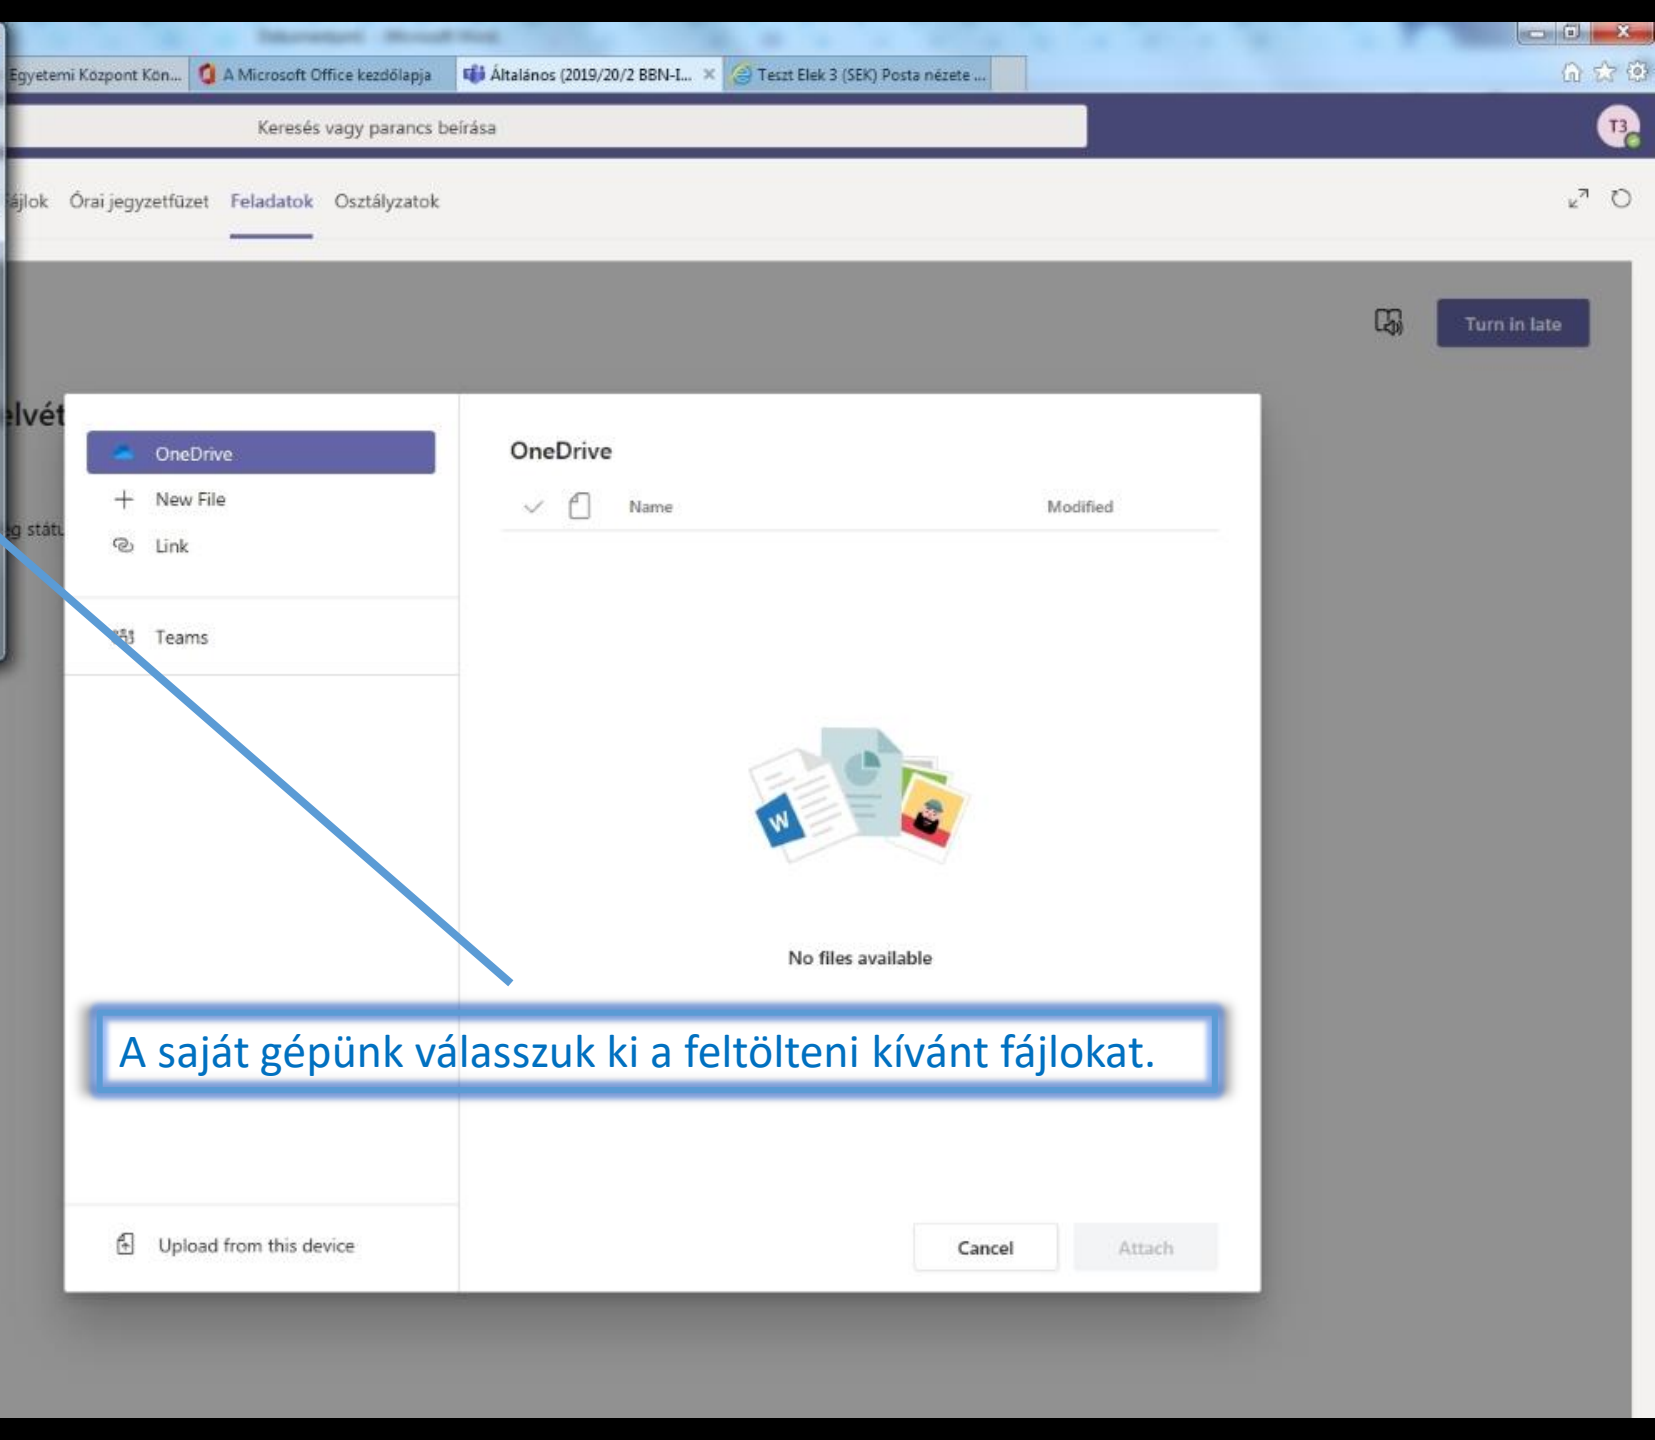 Egyetemi Központ Kön...
A Microsoft Office kezdőlapja
Általános (2019/20/2 BBN-I...
Teszt Elek 3 (SEK) Posta nézete ...
Keresés vagy parancs beírása
T3
ájlok Órai jegyzetfüzet Feladatok Osztályzatok
Turn in late
elvét
OneDrive
New File
Link
Teams
OneDrive
Name Modified
W
No files available
A saját gépünk válasszuk ki a feltölteni kívánt fájlokat.
Upload from this device
Cancel
Attach